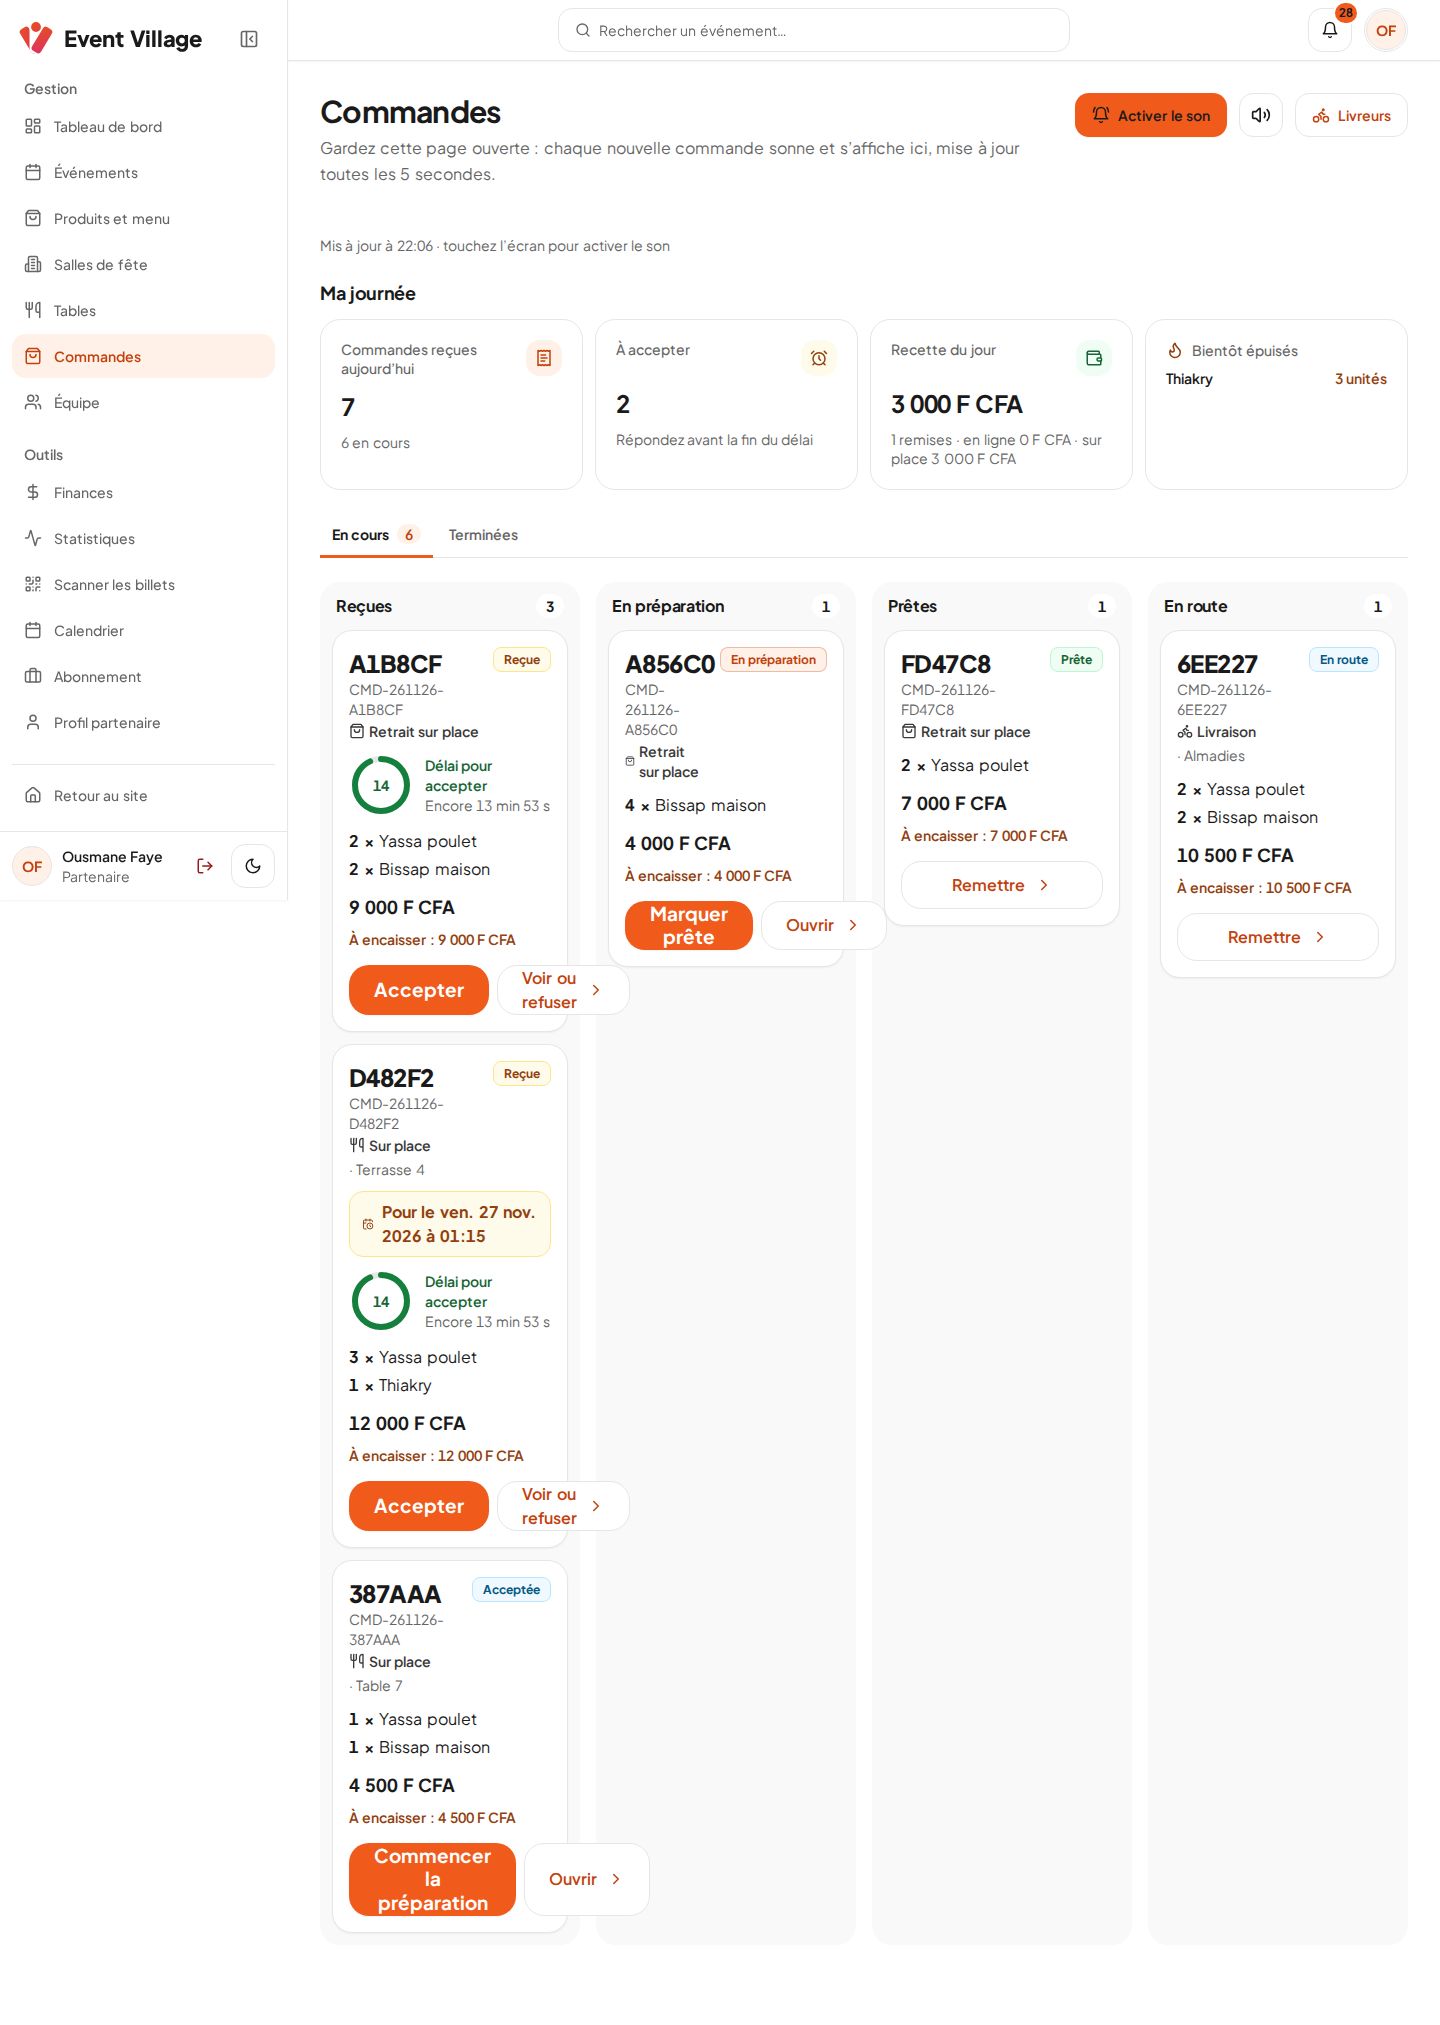 Event Village
Rechercher un événement…
28
OF
Gestion
Tableau de bord
Événements
Produits et menu
Salles de fête
Tables
Commandes
Équipe
Outils
Finances
Statistiques
Scanner les billets
Calendrier
Abonnement
Profil partenaire
Retour au site
OF
Ousmane Faye
Partenaire
Commandes
Gardez cette page ouverte : chaque nouvelle commande sonne et s’affiche ici, mise à jour
toutes les 5 secondes.
Activer le son
Livreurs
Mis à jour à 22:06 · touchez l’écran pour activer le son
Ma journée
Commandes reçues
aujourd’hui
7
6 en cours
À accepter
2
Répondez avant la fin du délai
Recette du jour
3 000 F CFA
1 remises · en ligne 0 F CFA · sur
place 3 000 F CFA
Bientôt épuisés
Thiakry
3 unités
En cours 6
Terminées
Reçues 3
A1B8CF
Reçue
CMD-261126-
A1B8CF
Retrait sur place
14
Délai pour
accepter
Encore 13 min 53 s
2 × Yassa poulet
2 × Bissap maison
9 000 F CFA
À encaisser : 9 000 F CFA
Accepter
Voir ou
refuser
D482F2
Reçue
CMD-261126-
D482F2
Sur place
· Terrasse 4
Pour le ven. 27 nov.
2026 à 01:15
14
Délai pour
accepter
Encore 13 min 53 s
3 × Yassa poulet
1 × Thiakry
12 000 F CFA
À encaisser : 12 000 F CFA
Accepter
Voir ou
refuser
387AAA
Acceptée
CMD-261126-
387AAA
Sur place
· Table 7
1 × Yassa poulet
1 × Bissap maison
4 500 F CFA
À encaisser : 4 500 F CFA
Commencer
la
préparation
Ouvrir
En préparation 1
A856C0
En préparation
CMD-
261126-
A856C0
Retrait
sur place
4 × Bissap maison
4 000 F CFA
À encaisser : 4 000 F CFA
Marquer
prête
Ouvrir
Prêtes 1
FD47C8
Prête
CMD-261126-
FD47C8
Retrait sur place
2 × Yassa poulet
7 000 F CFA
À encaisser : 7 000 F CFA
Remettre
En route 1
6EE227
En route
CMD-261126-
6EE227
Livraison
· Almadies
2 × Yassa poulet
2 × Bissap maison
10 500 F CFA
À encaisser : 10 500 F CFA
Remettre